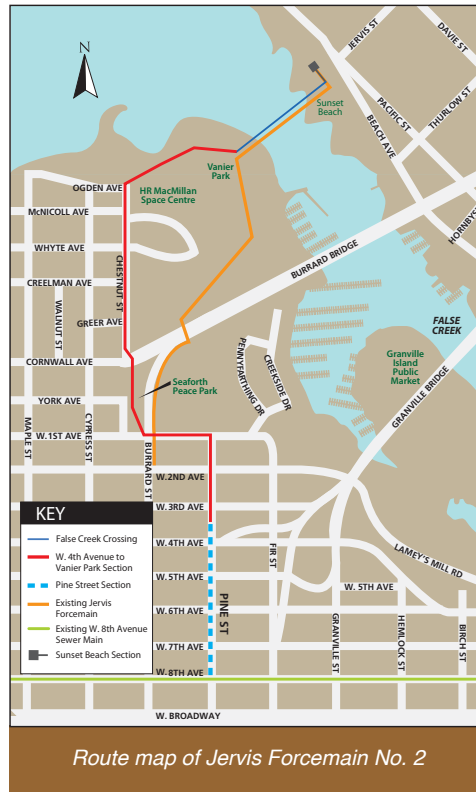 N
JERVIS ST
DAVIE ST
PACIFIC ST
THURLOW ST
BEACH AVE
HORNBYS
Sunset
Beach
Vanier
Park
OGDEN AVE
HR MACMILLAN
Space Centre
McNICOLL AVE
WHYTE AVE
CHESTNUT ST
BURRARD BRIDGE
CREELMAN AVE
WALNUT ST
GREER AVE
FALSE
CREEK
CORNWALL AVE
PENNYFARTHING DR
CREEKSIDE DR
Granville
Island
Public
Market
GRANVILLE BRIDGE
Seaforth
Peace Park
YORK AVE
MAPLE ST
CYPRESS ST
W.1ST AVE
BURRARD ST
W.2ND AVE
W.3RD AVE
W.4TH AVE
FIR ST
LAMEY'S MILL RD
W.5TH AVE
W.5TH AVE
PINE ST
W.6TH AVE
GRANVILLE ST
HEMLOCK ST
BIRCH ST
W.7TH AVE
W.8TH AVE
W. BROADWAY
KEY
False Creek Crossing
W. 4th Avenue to
Vanier Park Section
Pine Street Section
Existing Jervis
Forcemain
Existing W. 8th Avenue
Sewer Main
Sunset Beach Section
Route map of Jervis Forcemain No. 2